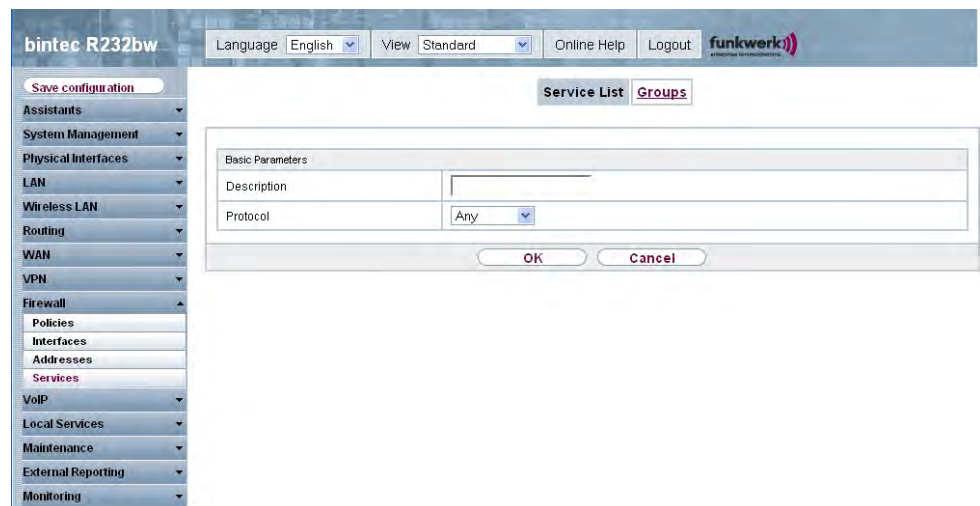 bintec R232bw
Language English View Standard Online Help Logout funkwerk
Save configuration
Service List Groups
Assistants
System Management
Physical Interfaces
LAN
Wireless LAN
Routing
WAN
VPN
Firewall
Policies
Interfaces
Addresses
Services
VoIP
Local Services
Maintenance
External Reporting
Monitoring
Basic Parameters
Description
Protocol Any
OK Cancel